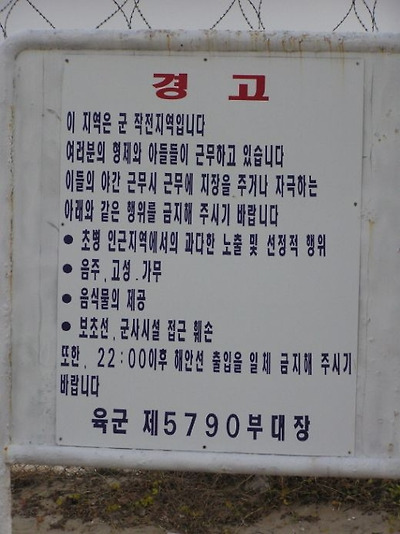 경 고
이 지역은 군 작전지역입니다
여러분의 형제와 아들들이 근무하고 있습니다
이들의 야간 근무시 근무에 지장을 주거나 자극하는
아래와 같은 행위를 금지해 주시기 바랍니다
● 초병 인근지역에서의 과다한 노출 및 선정적 행위
● 음주, 고성.가무
● 음식물의 제공
● 보초선, 군사시설 접근 훼손
또한, 22:00이후 해안선 출입을 일체 금지해 주시기
바랍니다
육군 제5790부대장